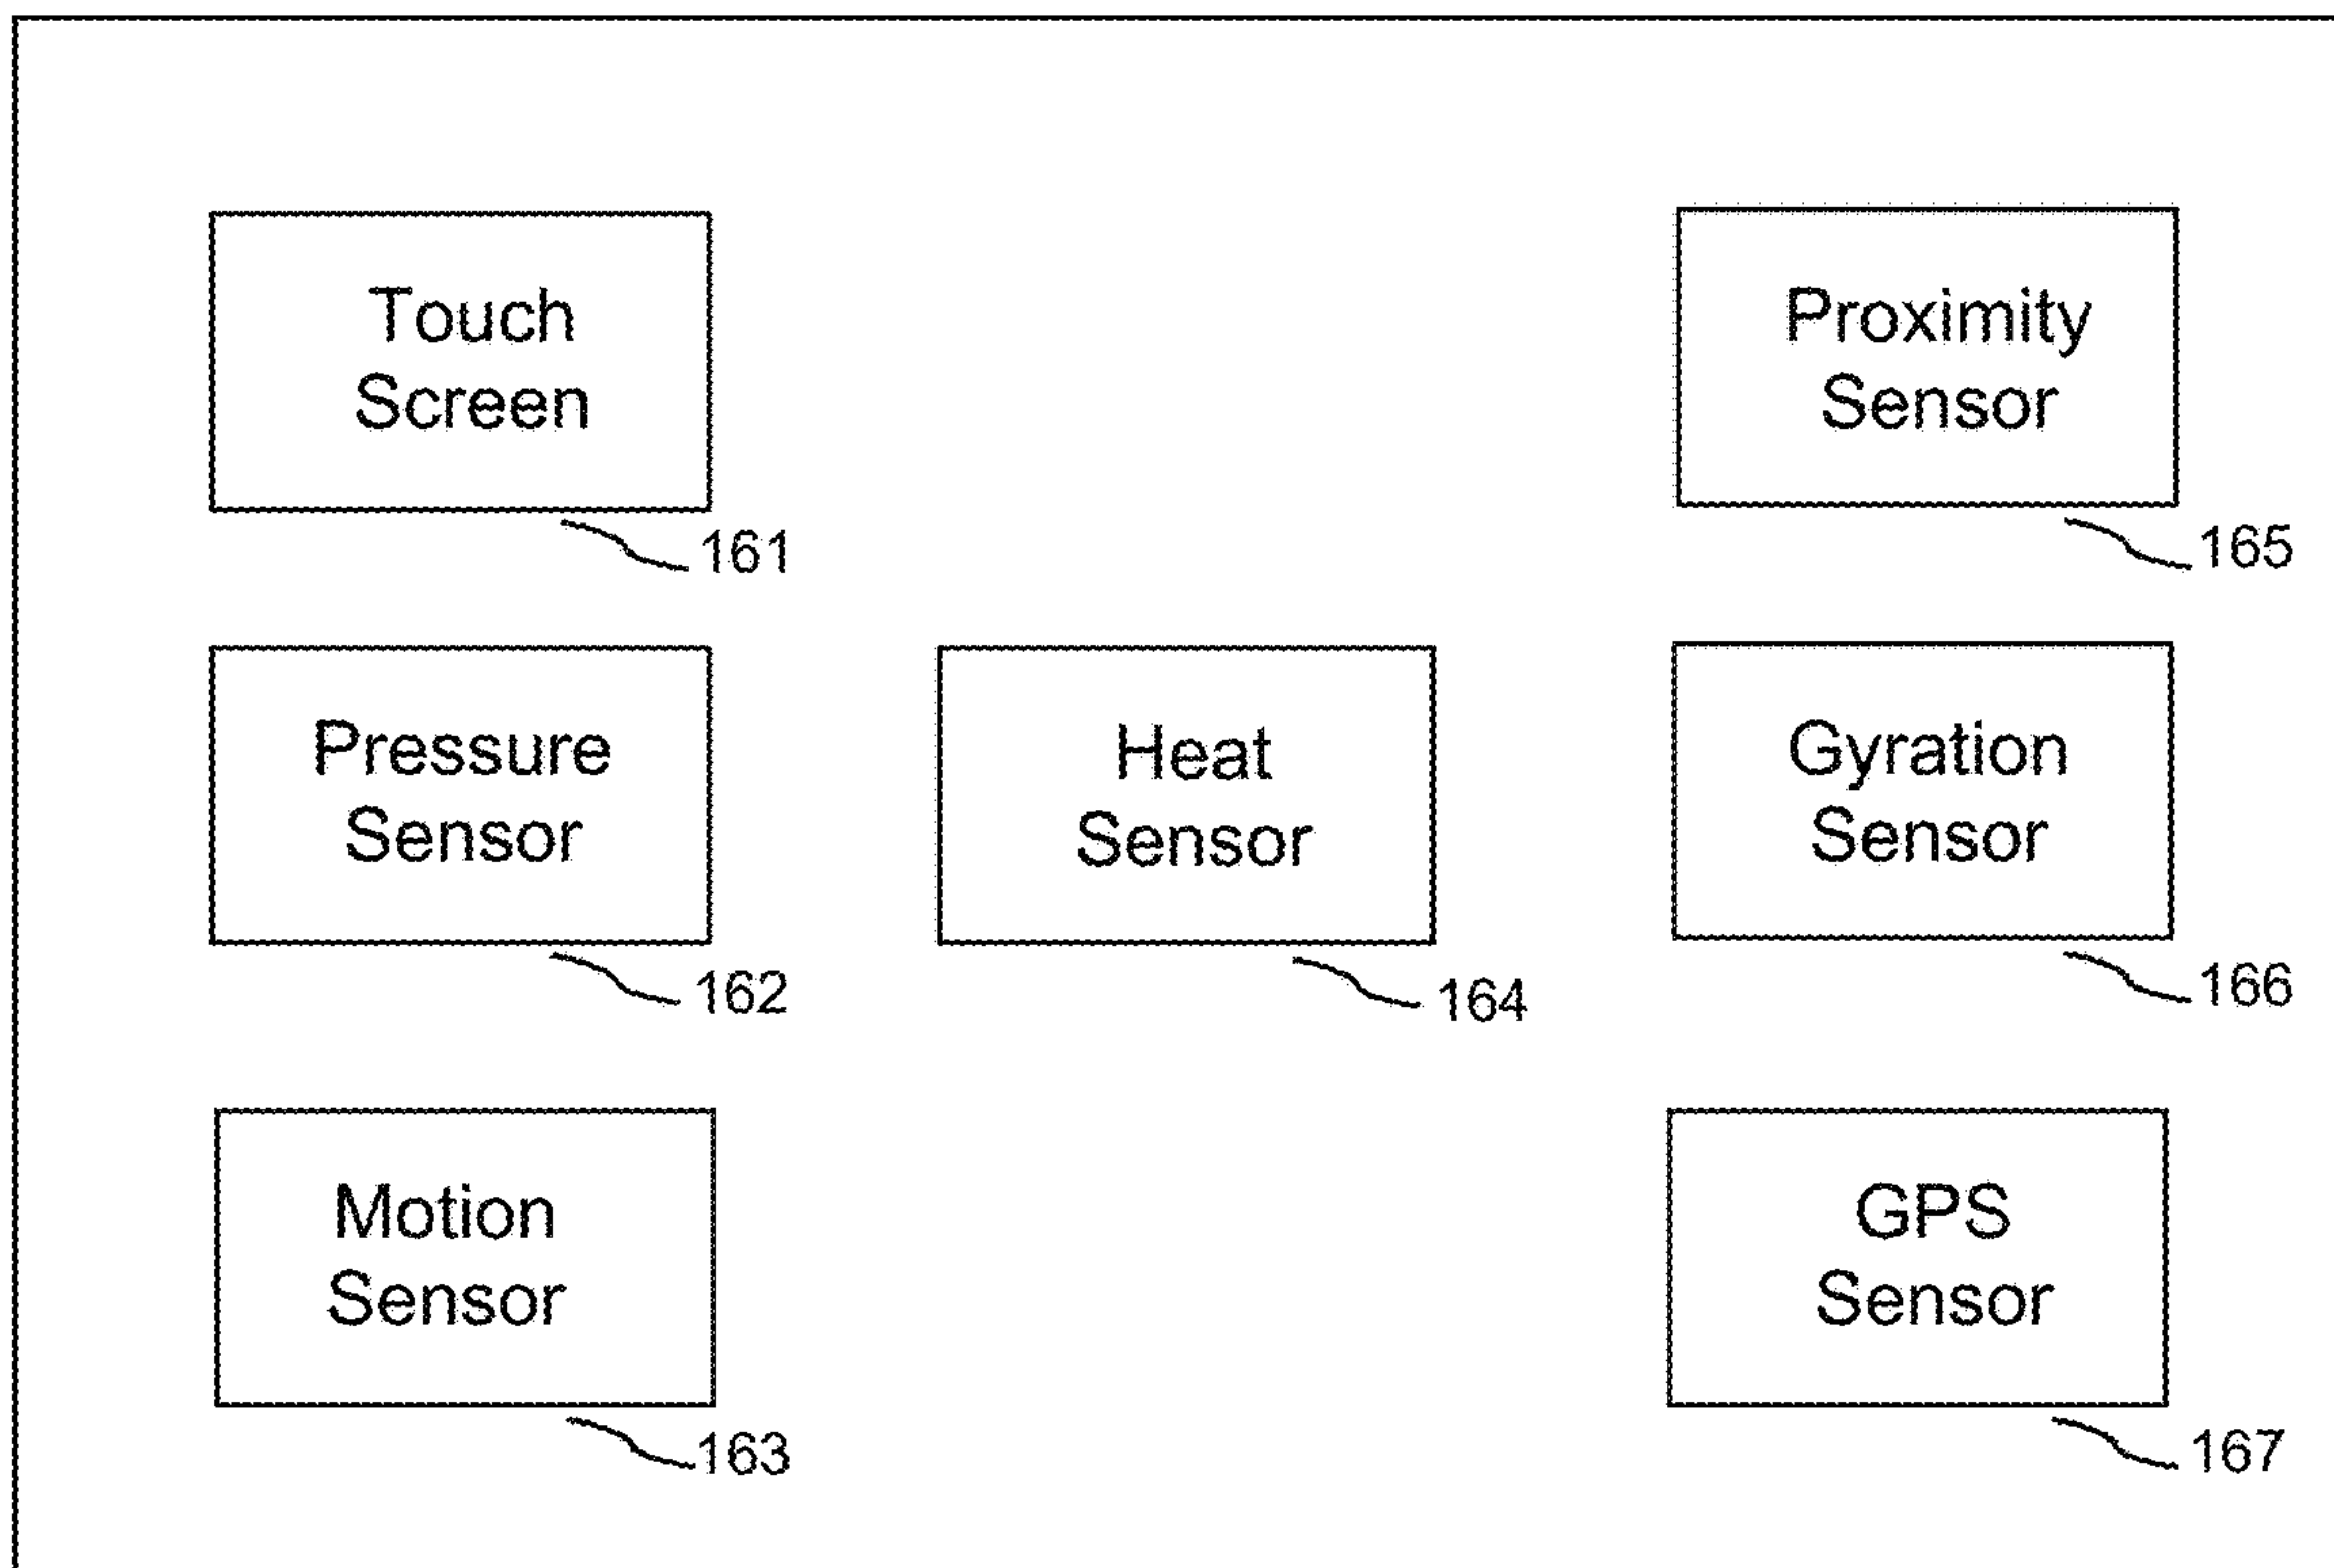 Touch
Screen
161
Proximity
Sensor
165
Pressure
Sensor
162
Heat
Sensor
164
Gyration
Sensor
166
Motion
Sensor
163
GPS
Sensor
167